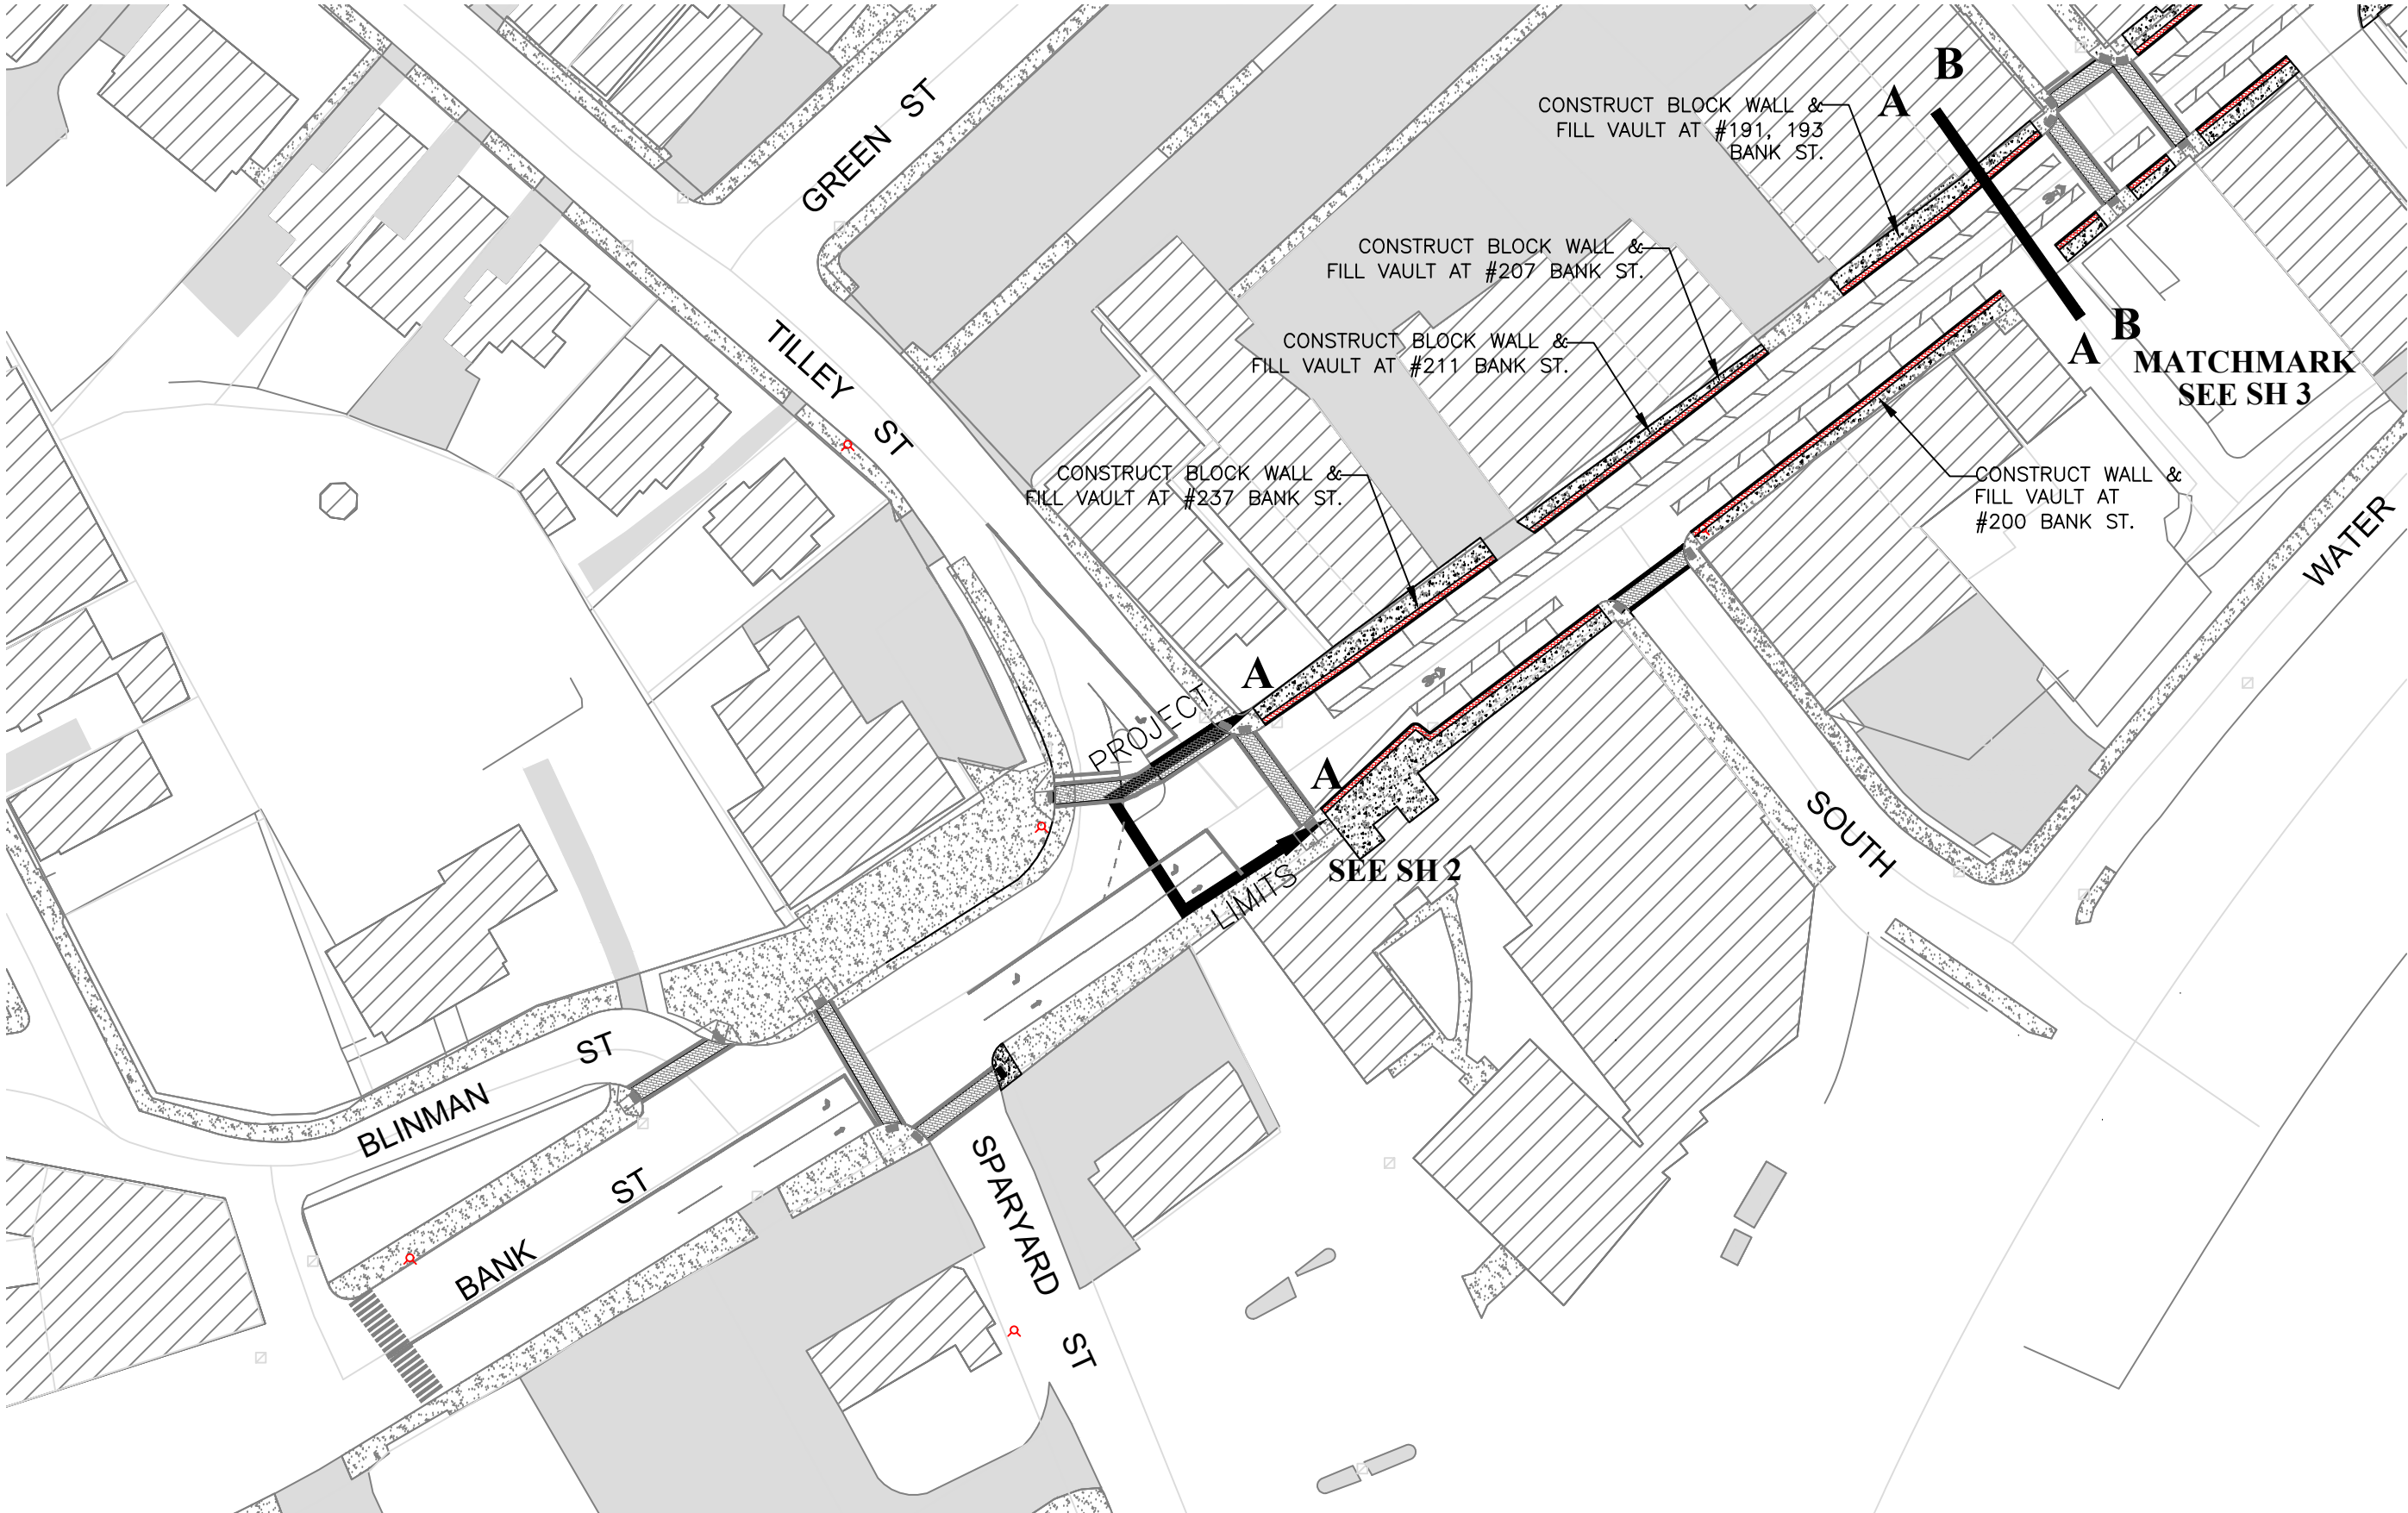 B
A
CONSTRUCT BLOCK WALL &
FILL VAULT AT #191, 193
BANK ST.
GREEN ST
CONSTRUCT BLOCK WALL &
FILL VAULT AT #207 BANK ST.
CONSTRUCT BLOCK WALL &
FILL VAULT AT #211 BANK ST.
B
A
MATCHMARK
SEE SH 3
TILLEY ST
CONSTRUCT BLOCK WALL &
FILL VAULT AT #237 BANK ST.
CONSTRUCT WALL &
FILL VAULT AT
#200 BANK ST.
WATER
A
PROJECT
A
SOUTH
SEE SH 2
LIMITS
BLINMAN ST
BANK ST
SPARYARD ST